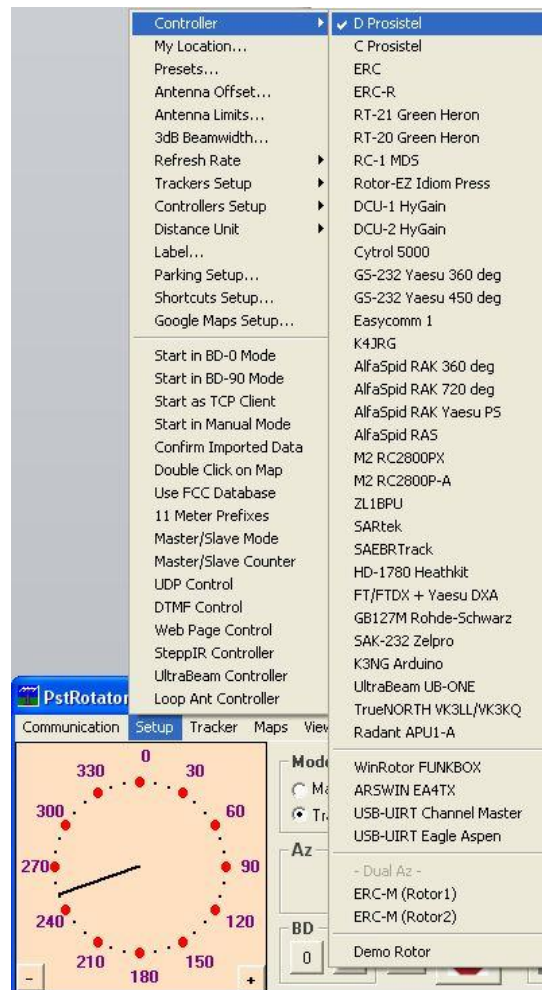 Controller
My Location...
Presets...
Antenna Offset...
Antenna Limits...
3dB Beamwidth...
Refresh Rate
Trackers Setup
Controllers Setup
Distance Unit
Label...
Parking Setup...
Shortcuts Setup...
Google Maps Setup...
Start in BD-0 Mode
Start in BD-90 Mode
Start as TCP Client
Start in Manual Mode
Confirm Imported Data
Double Click on Map
Use FCC Database
11 Meter Prefixes
Master/Slave Mode
Master/Slave Counter
UDP Control
DTMF Control
Web Page Control
SteppIR Controller
UltraBeam Controller
Loop Ant Controller
D Prosistel
C Prosistel
ERC
ERC-R
RT-21 Green Heron
RT-20 Green Heron
RC-1 MDS
Rotor-EZ Idiom Press
DCU-1 HyGain
DCU-2 HyGain
Cytrol 5000
GS-232 Yaesu 360 deg
GS-232 Yaesu 450 deg
Easycomm 1
K4JRG
AlfaSpid RAK 360 deg
AlfaSpid RAK 720 deg
AlfaSpid RAK Yaesu PS
AlfaSpid RAS
M2 RC2800PX
M2 RC2800P-A
ZL1BPU
SARtek
SAEBRTrack
HD-1780 Heathkit
FT/FTDX + Yaesu DXA
GB127M Rohde-Schwarz
SAK-232 Zelpro
K3NG Arduino
UltraBeam UB-ONE
TrueNORTH VK3LL/VK3KQ
Radant APU1-A
WinRotor FUNKBOX
ARSWIN EA4TX
USB-UIRT Channel Master
USB-UIRT Eagle Aspen
- Dual Az -
ERC-M (Rotor1)
ERC-M (Rotor2)
Demo Rotor
PstRotator
Communication Setup Tracker Maps View
0
330 30
300 60
270 90
240 120
210 150
180
- +
Mode
Ma
Tr
Az
BD
0